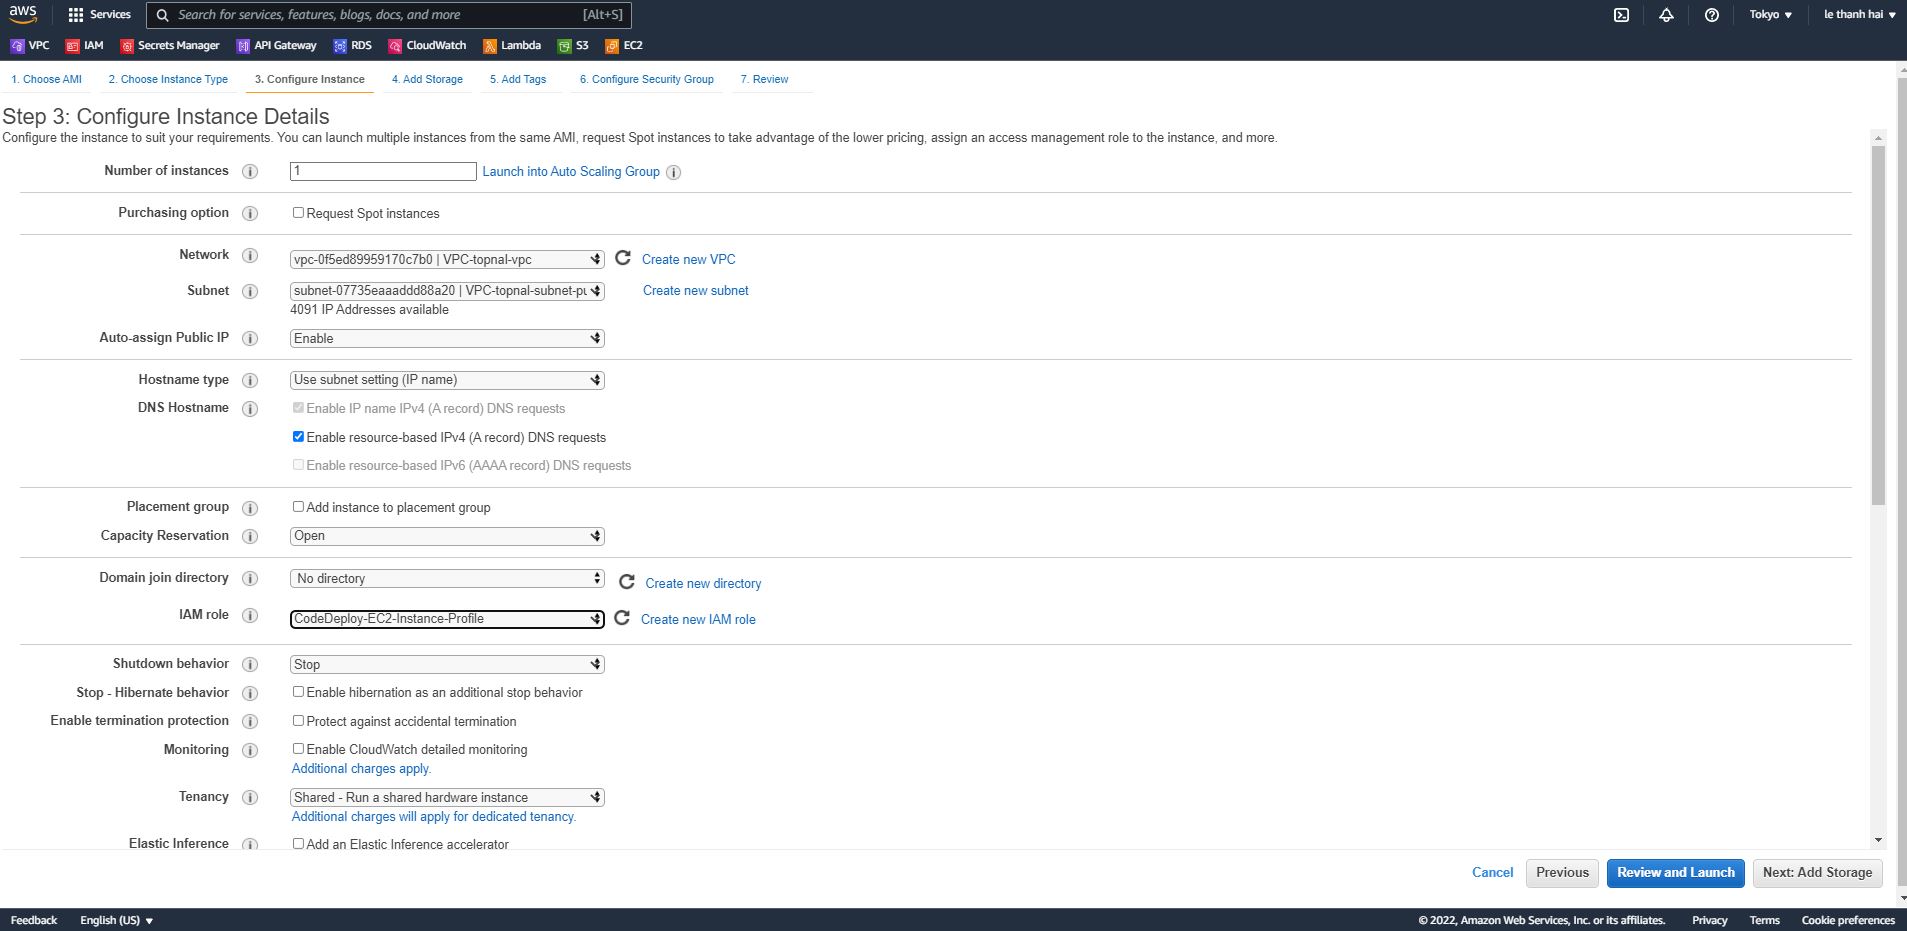 aws Services Search for services, features, blogs, docs, and more [Alt+S] Tokyo ▼ le thanh hai ▼
VPC IAM Secrets Manager API Gateway RDS CloudWatch Lambda S3 EC2
1. Choose AMI 2. Choose Instance Type 3. Configure Instance 4. Add Storage 5. Add Tags 6. Configure Security Group 7. Review
Step 3: Configure Instance Details
Configure the instance to suit your requirements. You can launch multiple instances from the same AMI, request Spot instances to take advantage of the lower pricing, assign an access management role to the instance, and more.
Number of instances 1 Launch into Auto Scaling Group
Purchasing option Request Spot instances
Network vpc-0f5ed89959170c7b0 | VPC-topnal-vpc Create new VPC
Subnet subnet-07735eaaaddd88a20 | VPC-topnal-subnet-pu Create new subnet
4091 IP Addresses available
Auto-assign Public IP Enable
Hostname type Use subnet setting (IP name)
DNS Hostname Enable IP name IPv4 (A record) DNS requests
Enable resource-based IPv4 (A record) DNS requests
Enable resource-based IPv6 (AAAA record) DNS requests
Placement group Add instance to placement group
Capacity Reservation Open
Domain join directory No directory Create new directory
IAM role CodeDeploy-EC2-Instance-Profile Create new IAM role
Shutdown behavior Stop
Stop - Hibernate behavior Enable hibernation as an additional stop behavior
Enable termination protection Protect against accidental termination
Monitoring Enable CloudWatch detailed monitoring
Additional charges apply.
Tenancy Shared - Run a shared hardware instance
Additional charges will apply for dedicated tenancy.
Elastic Inference Add an Elastic Inference accelerator
Cancel Previous Review and Launch Next: Add Storage
Feedback English (US) ▼ © 2022, Amazon Web Services, Inc. or its affiliates. Privacy Terms Cookie preferences